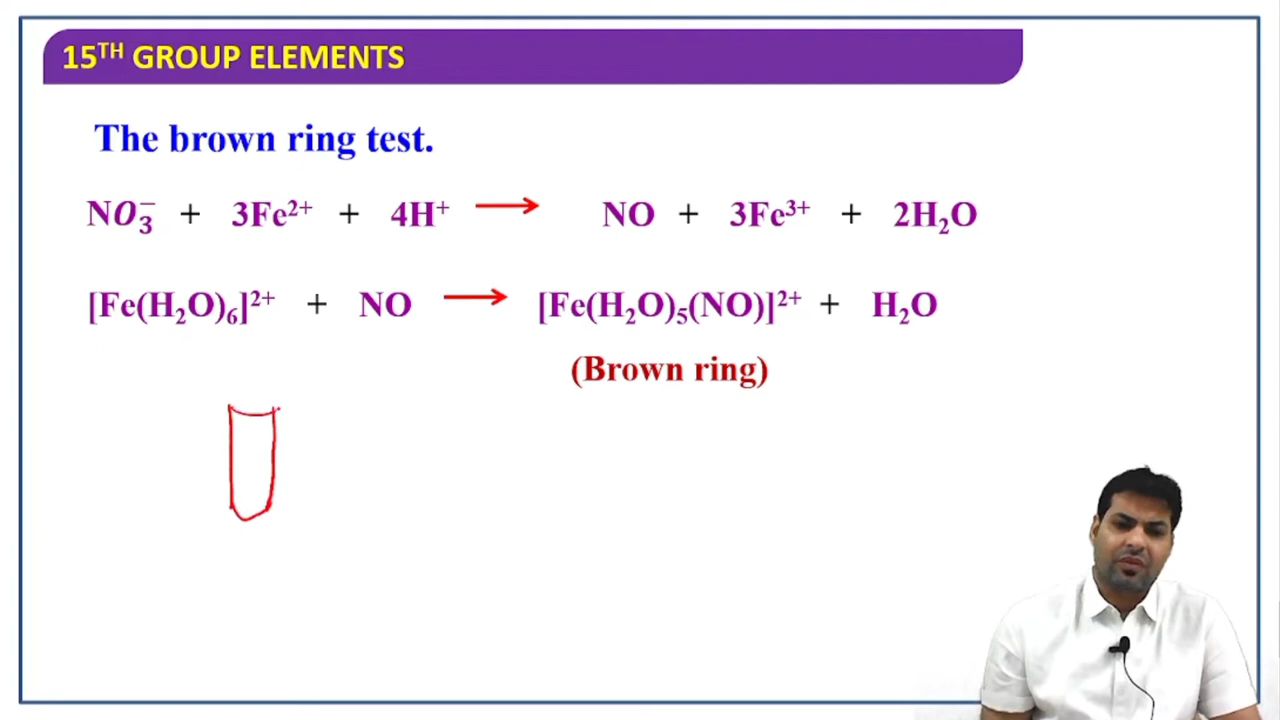 15TH GROUP ELEMENTS
The brown ring test.
NO₃⁻ + 3Fe²⁺ + 4H⁺ → NO + 3Fe³⁺ + 2H₂O
[Fe(H₂O)₆]²⁺ + NO → [Fe(H₂O)₅(NO)]²⁺ + H₂O
(Brown ring)